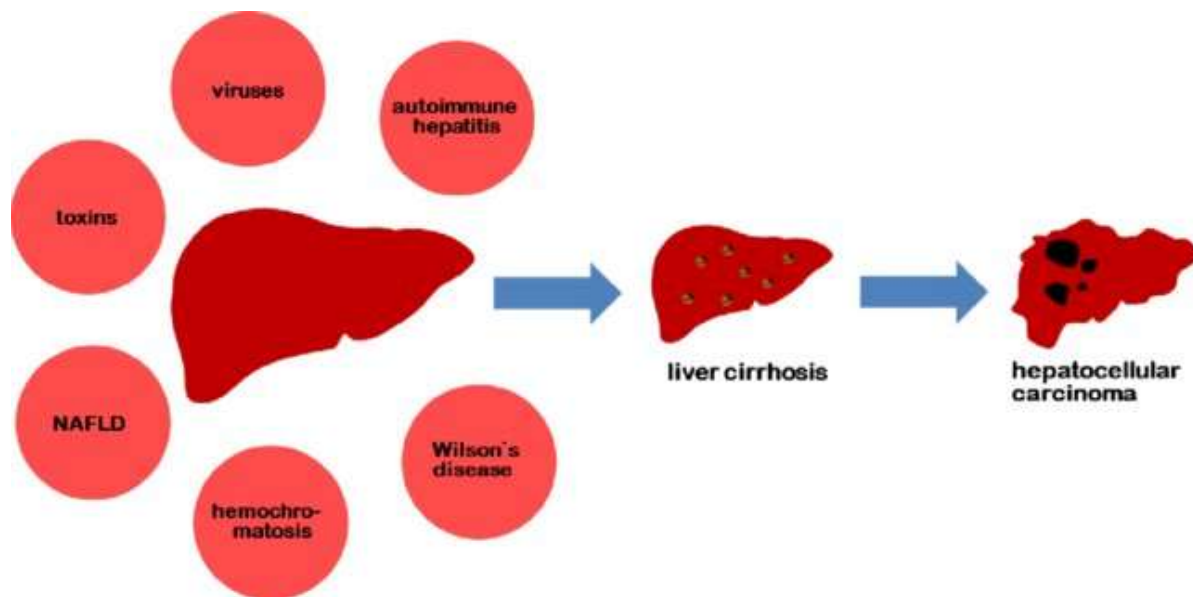 viruses
autoimmune
hepatitis
toxins
NAFLD
hemochro-
matosis
Wilson`s
disease
liver cirrhosis
hepatocellular
carcinoma